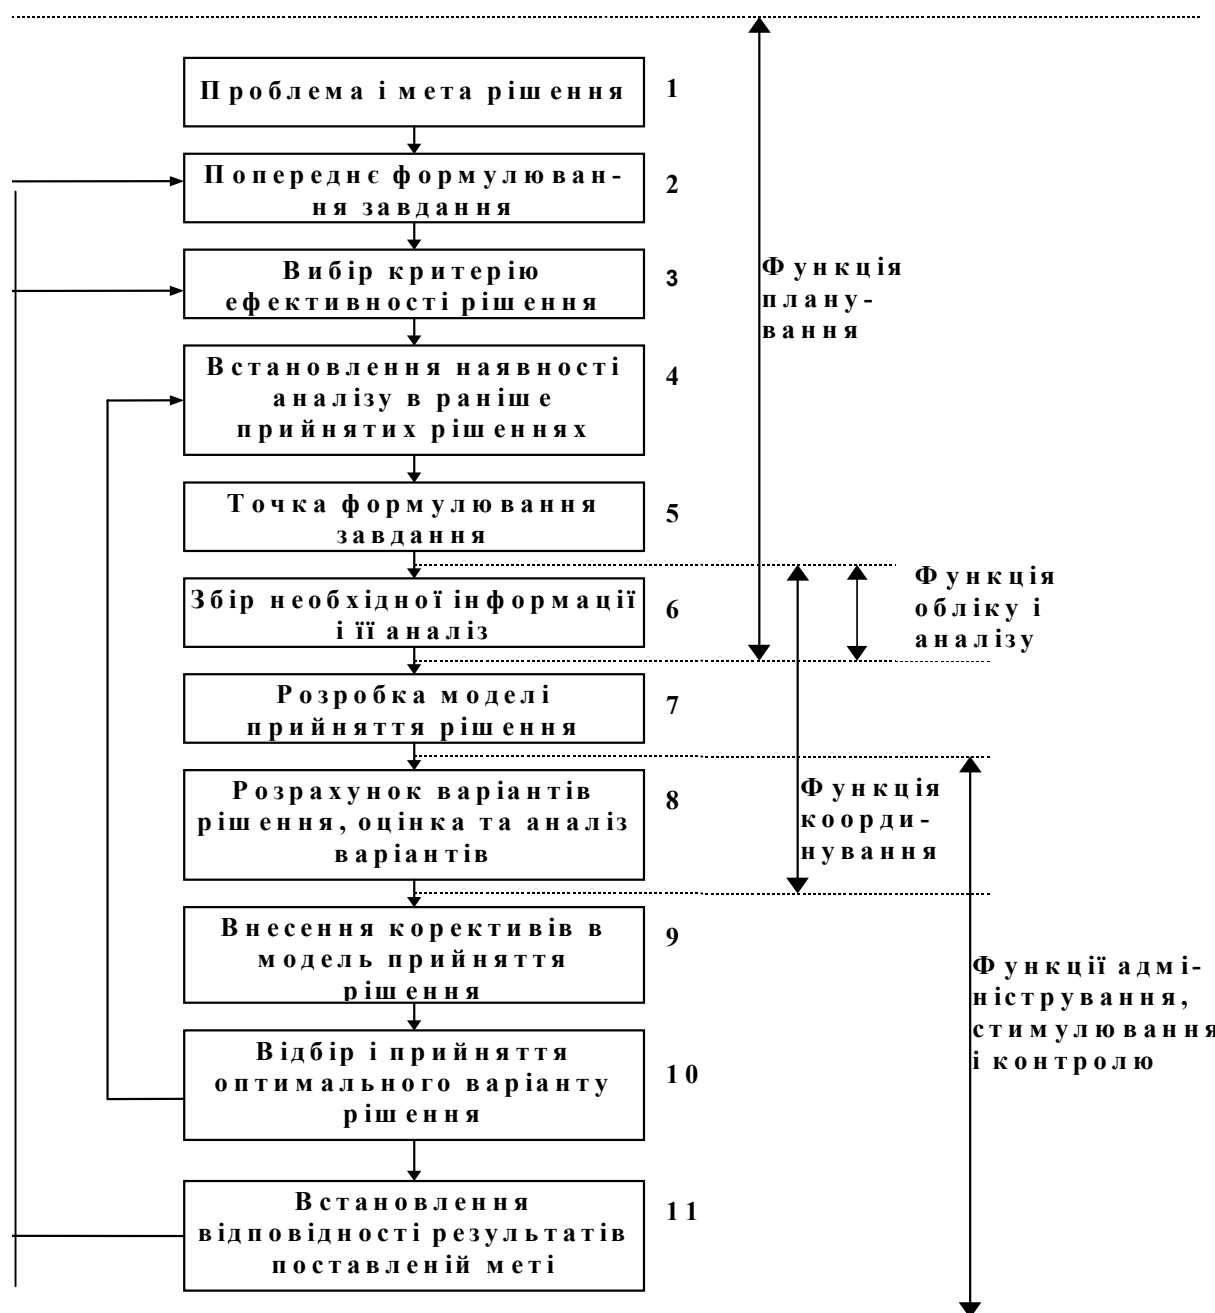 Проблема і мета рішення
1
Попереднє формулюван-
ня завдання
2
Вибір критерію
ефективності рішення
3
Встановлення наявності
аналізу в раніше
прийнятих рішеннях
4
Точка формулювання
завдання
5
Збір необхідної інформації
і її аналіз
6
Розробка моделі
прийняття рішення
7
Розрахунок варіантів
рішення, оцінка та аналіз
варіантів
8
Внесення корективів в
модель прийняття
рішення
9
Відбір і прийняття
оптимального варіанту
рішення
10
Встановлення
відповідності результатів
поставленій меті
11
Функція
плану-
вання
Функція
обліку і
аналізу
Функція
коорди-
нування
Функції адмі-
ністрування,
стимулювання
і контролю